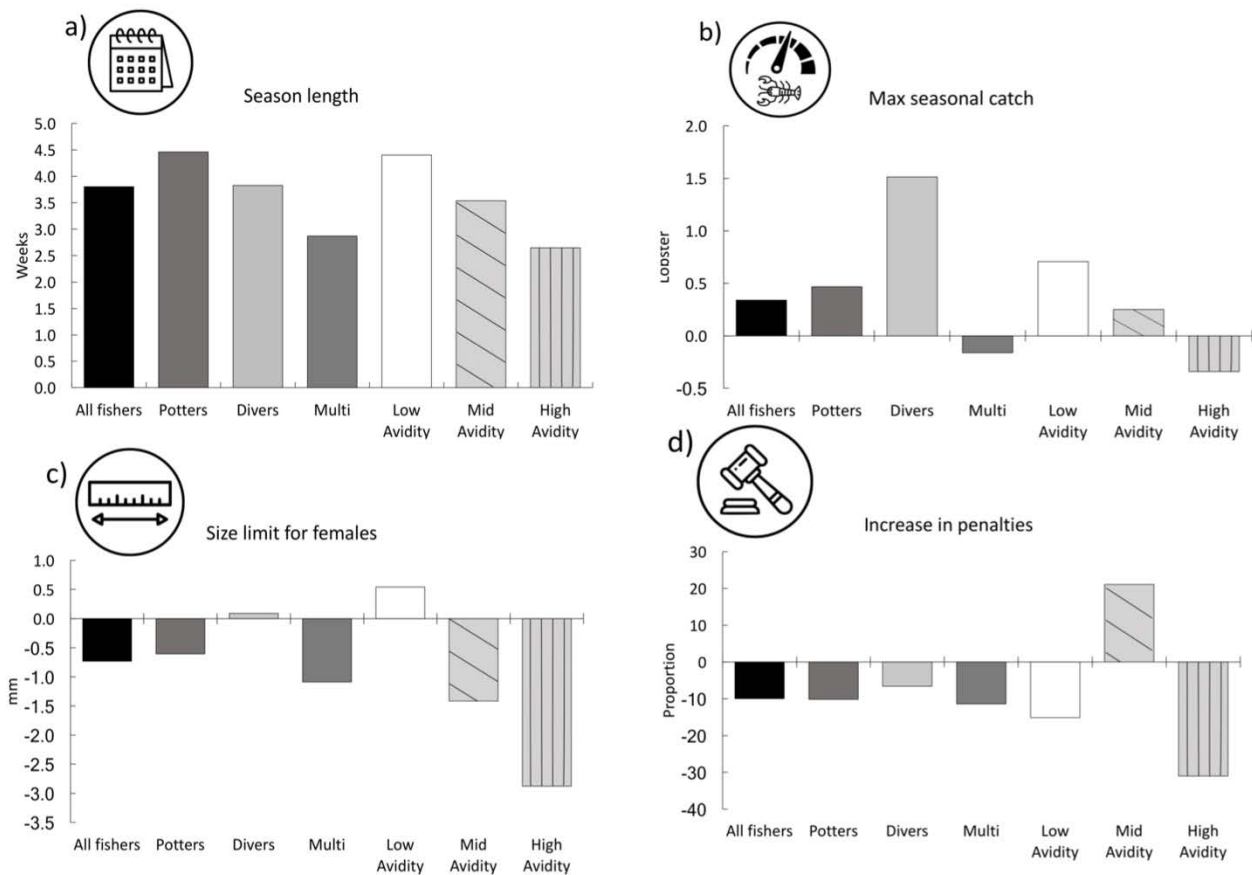 a)
Season length
5.0
4.5
4.0
3.5
3.0
2.5
2.0
1.5
1.0
0.5
0.0
Weeks
All fishers Potters Divers Multi Low Avidity Mid Avidity High Avidity
b)
Max seasonal catch
2.0
1.5
1.0
0.5
0.0
-0.5
Lobster
All fishers Potters Divers Multi Low Avidity Mid Avidity High Avidity
c)
Size limit for females
1.0
0.5
0.0
-0.5
-1.0
-1.5
-2.0
-2.5
-3.0
-3.5
mm
All fishers Potters Divers Multi Low Avidity Mid Avidity High Avidity
d)
Increase in penalties
30
20
10
0
-10
-20
-30
-40
Proportion
All fishers Potters Divers Multi Low Avidity Mid Avidity High Avidity